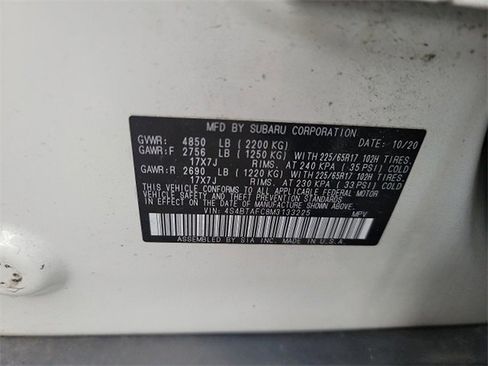 MFD BY SUBARU CORPORATION DATE: 10/20
GVWR: 4850 LB (2200 KG)
GAWR:F 2756 LB (1250 KG) WITH 225/65R17 102H TIRES,
17X7J RIMS, AT 240 KPA (35 PSI) COLD
GAWR:R 2690 LB (1220 KG) WITH 225/65R17 102H TIRES,
17X7J RIMS, AT 230 KPA (33 PSI) COLD
THIS VEHICLE CONFORMS TO ALL APPLICABLE FEDERAL
MOTOR VEHICLE SAFETY STANDARDS IN EFFECT ON THE
DATE OF MANUFACTURE SHOWN ABOVE.
VIN: 4S4BTAFC8M3133225 MPV
ASSEMBLED BY SIA INC. MADE IN U.S.A.